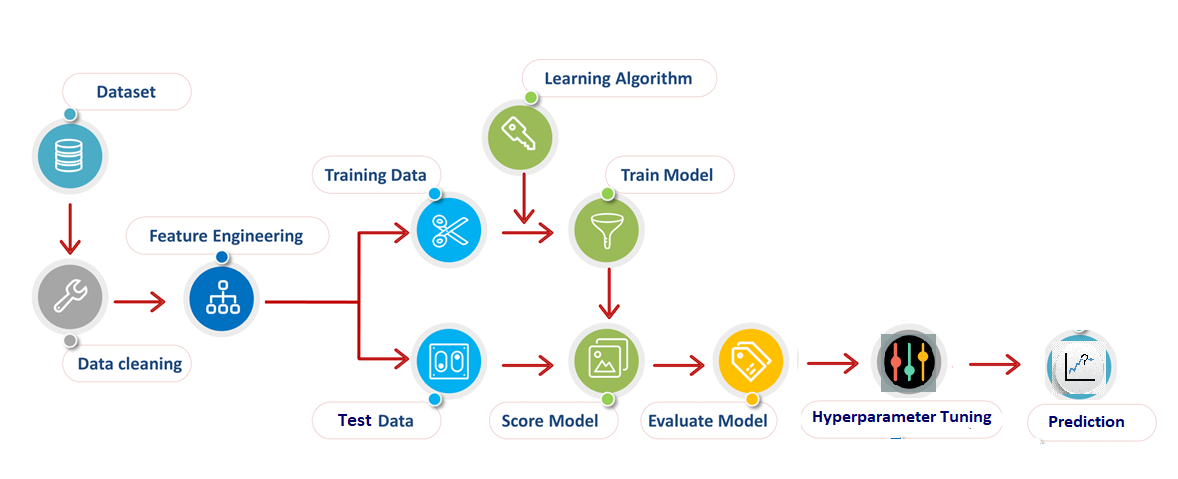 Dataset
Data cleaning
Feature Engineering
Training Data
Test Data
Learning Algorithm
Train Model
Score Model
Evaluate Model
Hyperparameter Tuning
?
Prediction